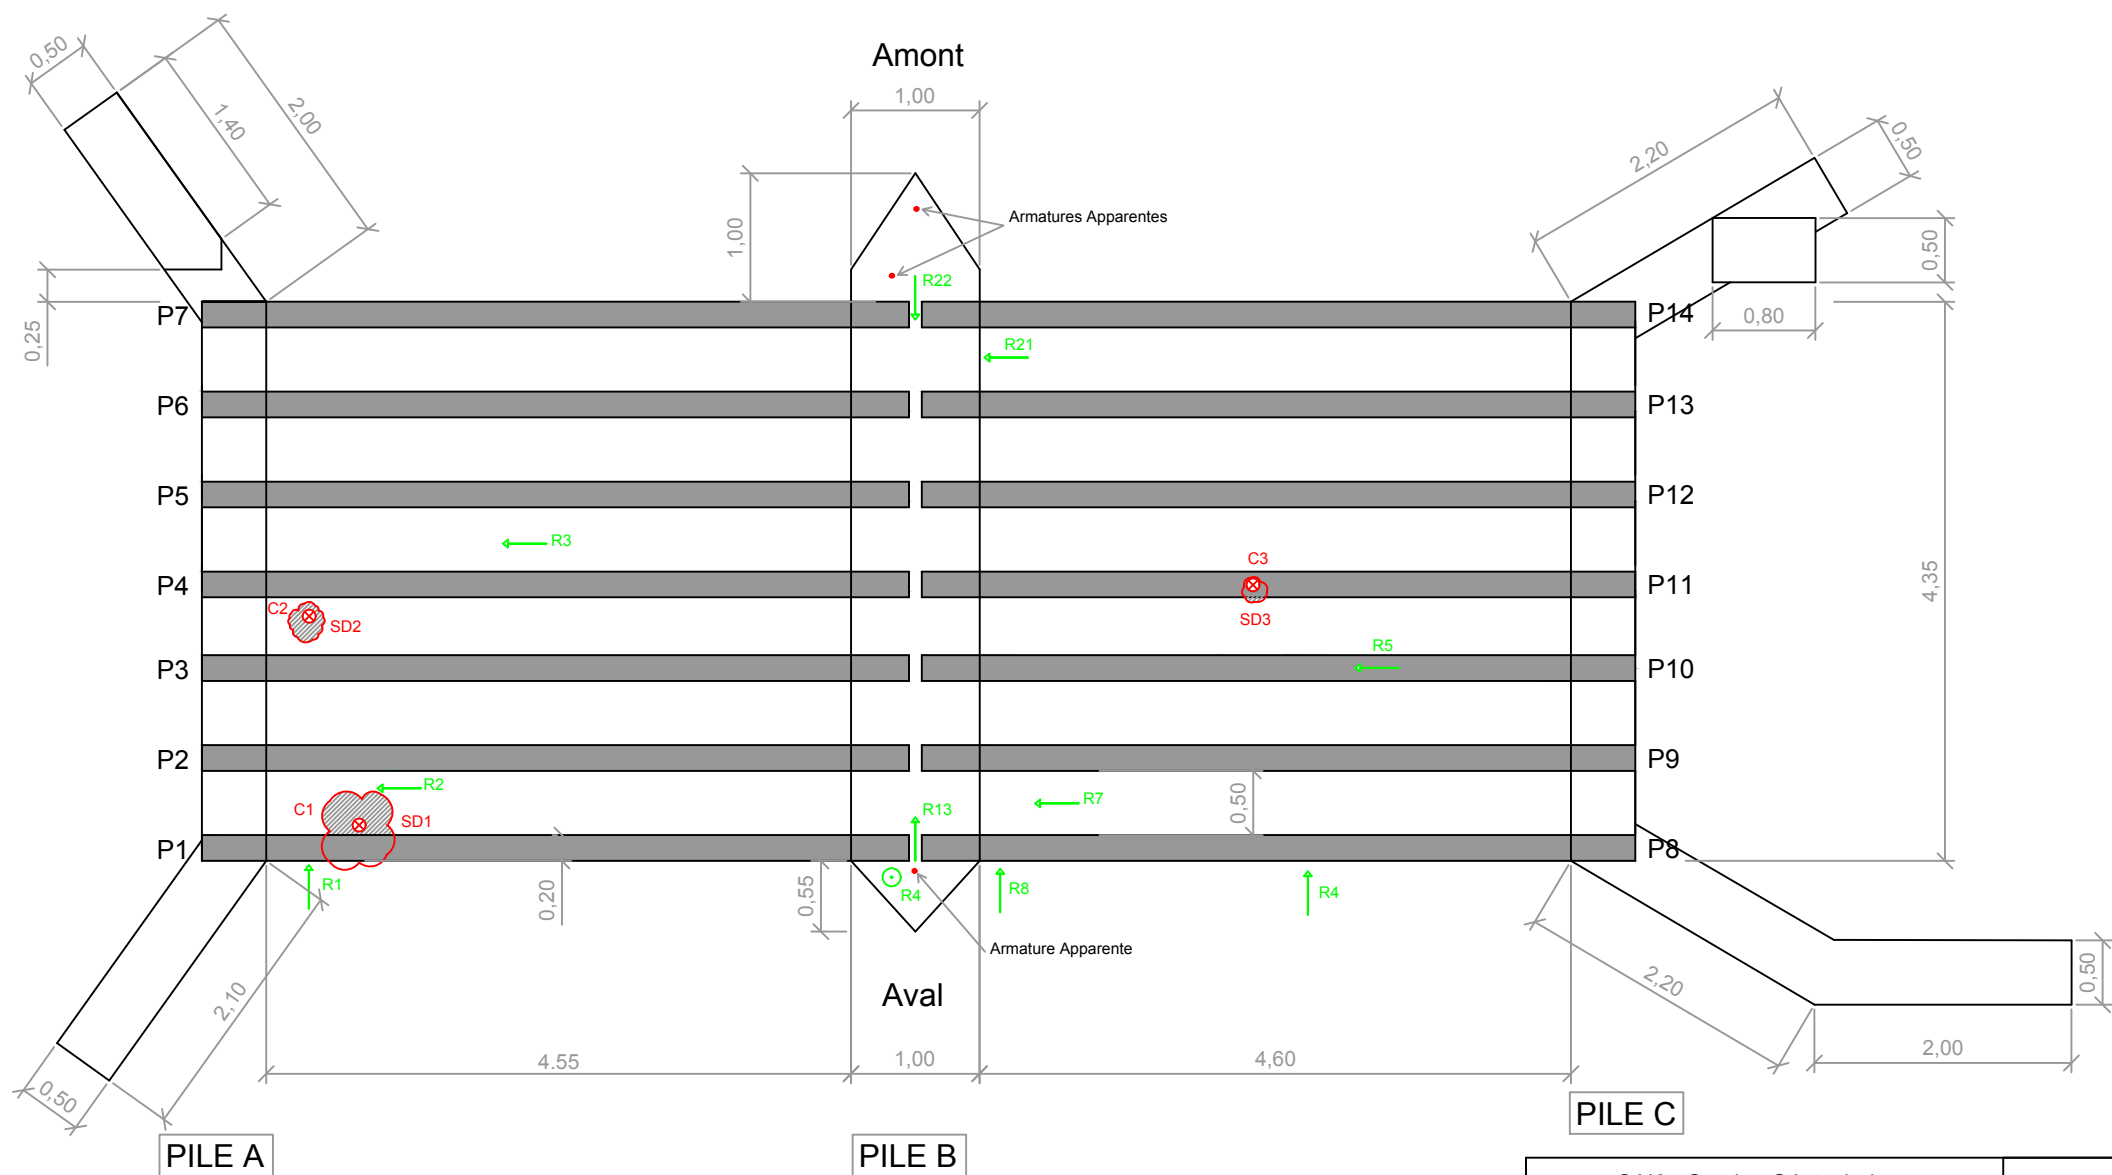 Amont
0,50
1,40
2,00
1,00
2,20
0,50
1,00
Armatures Apparentes
0,50
0,80
0,25
R22
R21
P7
P14
P6
P13
P5
P12
R3
C3
P4
P11
C2
SD2
SD3
4,35
R5
P3
P10
P2
P9
R2
C1
SD1
R13
R7
0,50
P1
P8
R1
0,20
0,55
R4
R8
R4
Armature Apparente
Aval
2,10
2,20
0,50
0,50
4.55
1,00
4,60
2,00
PILE C
PILE A
PILE B